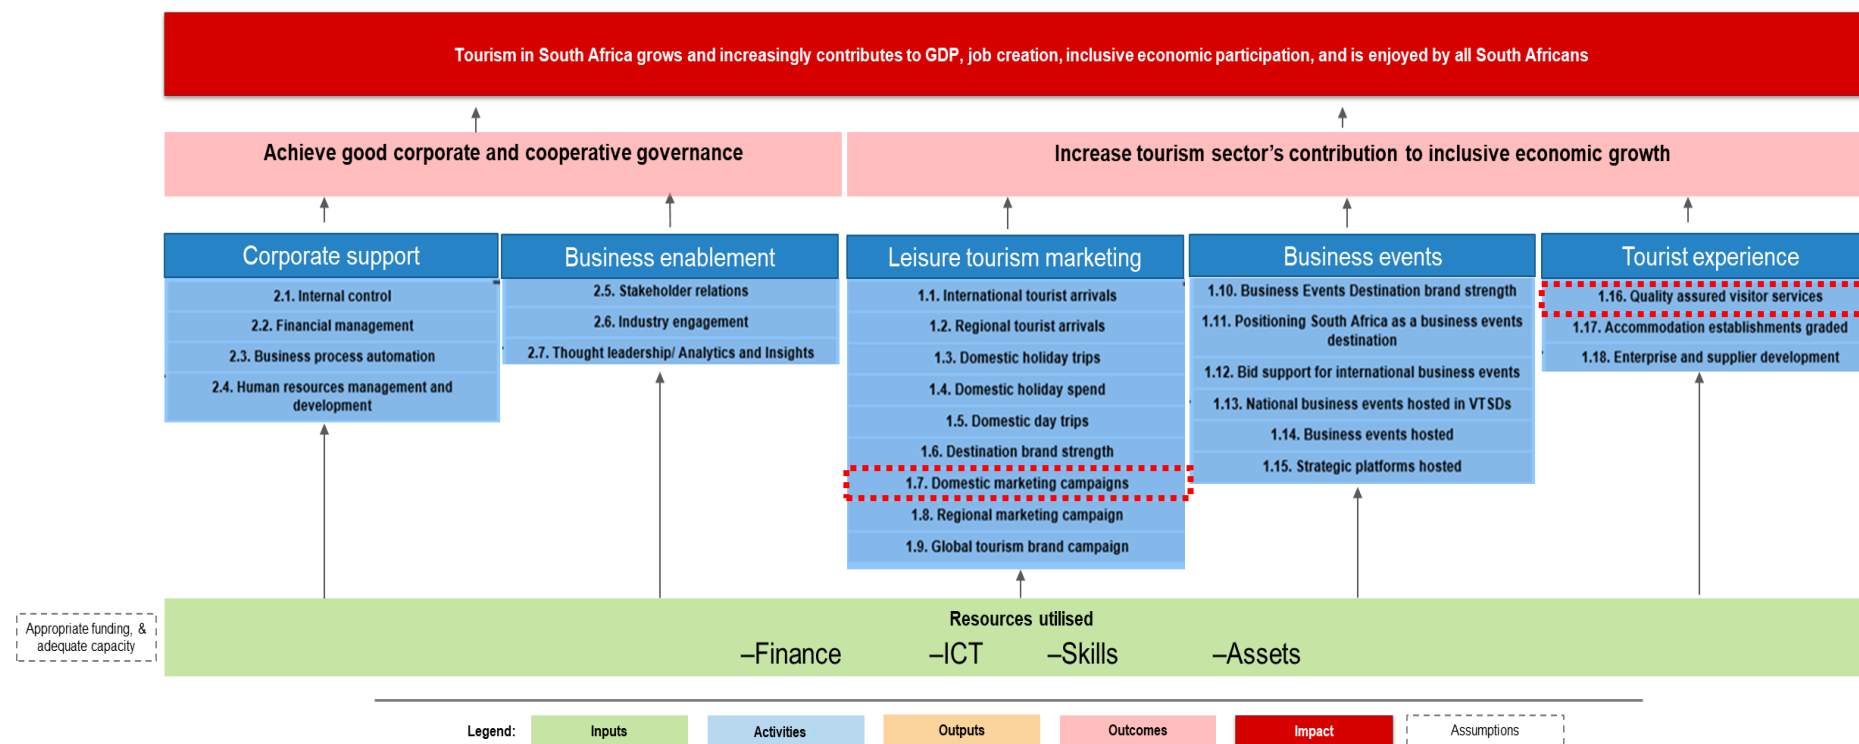 Tourism in South Africa grows and increasingly contributes to GDP, job creation, inclusive economic participation, and is enjoyed by all South Africans
Achieve good corporate and cooperative governance
Increase tourism sector’s contribution to inclusive economic growth
Corporate support
2.1. Internal control
2.2. Financial management
2.3. Business process automation
2.4. Human resources management and
development
Business enablement
2.5. Stakeholder relations
2.6. Industry engagement
2.7. Thought leadership/ Analytics and Insights
Leisure tourism marketing
1.1. International tourist arrivals
1.2. Regional tourist arrivals
1.3. Domestic holiday trips
1.4. Domestic holiday spend
1.5. Domestic day trips
1.6. Destination brand strength
1.7. Domestic marketing campaigns
1.8. Regional marketing campaign
1.9. Global tourism brand campaign
Business events
1.10. Business Events Destination brand strength
1.11. Positioning South Africa as a business events
destination
1.12. Bid support for international business events
1.13. National business events hosted in VTSDs
1.14. Business events hosted
1.15. Strategic platforms hosted
Tourist experience
1.16. Quality assured visitor services
1.17. Accommodation establishments graded
1.18. Enterprise and supplier development
Appropriate funding, &
adequate capacity
Resources utilised
–Finance –ICT –Skills –Assets
Legend: Inputs Activities Outputs Outcomes Impact Assumptions